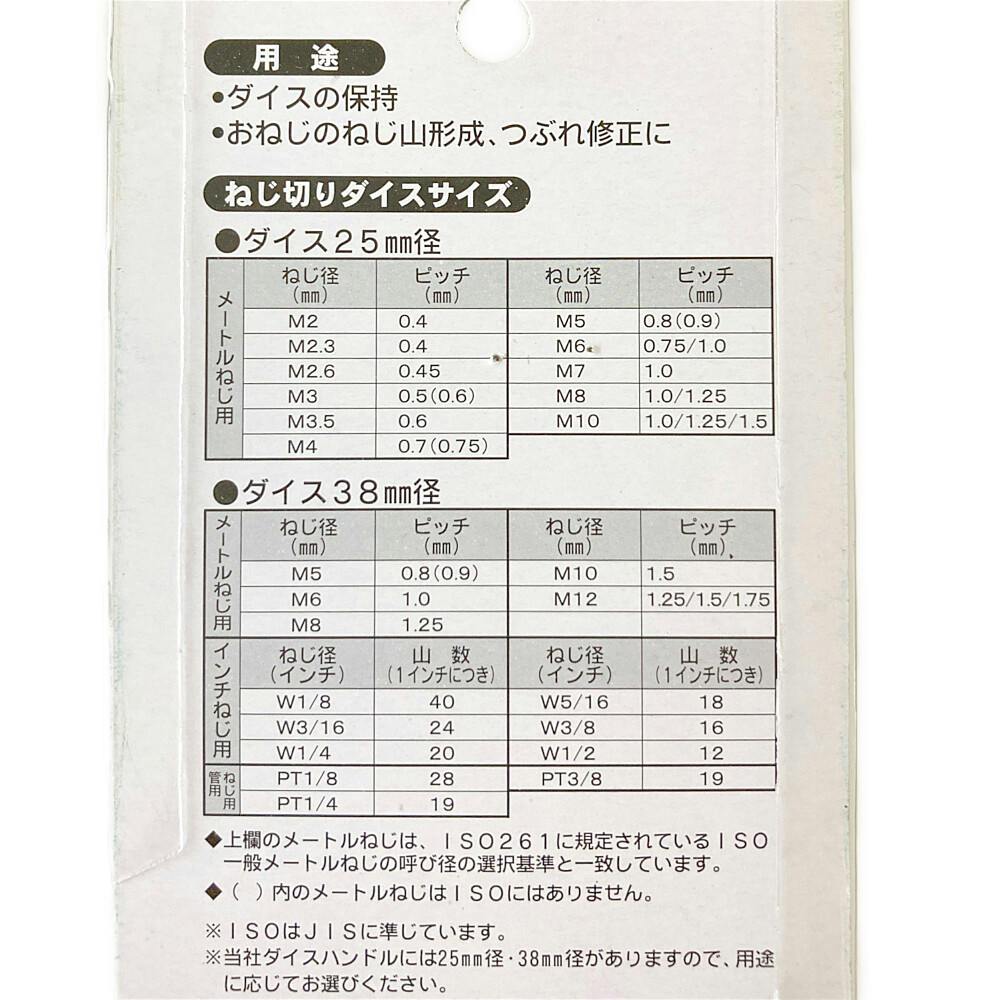 用途
•ダイスの保持
•おねじのねじ山形成、つぶれ修正に
ねじ切りダイスサイズ
●ダイス25㎜径
メートルねじ用
ねじ径(㎜) ピッチ(㎜) ねじ径(㎜) ピッチ(㎜)
M2 0.4 M5 0.8(0.9)
M2.3 0.4 M6 0.75/1.0
M2.6 0.45 M7 1.0
M3 0.5(0.6) M8 1.0/1.25
M3.5 0.6 M10 1.0/1.25/1.5
M4 0.7(0.75)
●ダイス38㎜径
メートルねじ用
ねじ径(㎜) ピッチ(㎜) ねじ径(㎜) ピッチ(㎜)
M5 0.8(0.9) M10 1.5
M6 1.0 M12 1.25/1.5/1.75
M8 1.25
インチねじ用
ねじ径(インチ) 山数(1インチにつき) ねじ径(インチ) 山数(1インチにつき)
W1/8 40 W5/16 18
W3/16 24 W3/8 16
W1/4 20 W1/2 12
管用ねじ用
PT1/8 28 PT3/8 19
PT1/4 19
◆上欄のメートルねじは、ISO261に規定されているISO
一般メートルねじの呼び径の選択基準と一致しています。
◆( )内のメートルねじはISOにはありません。
※ISOはJISに準じています。
※当社ダイスハンドルには25㎜径・38㎜径がありますので、用途
に応じてお選びください。